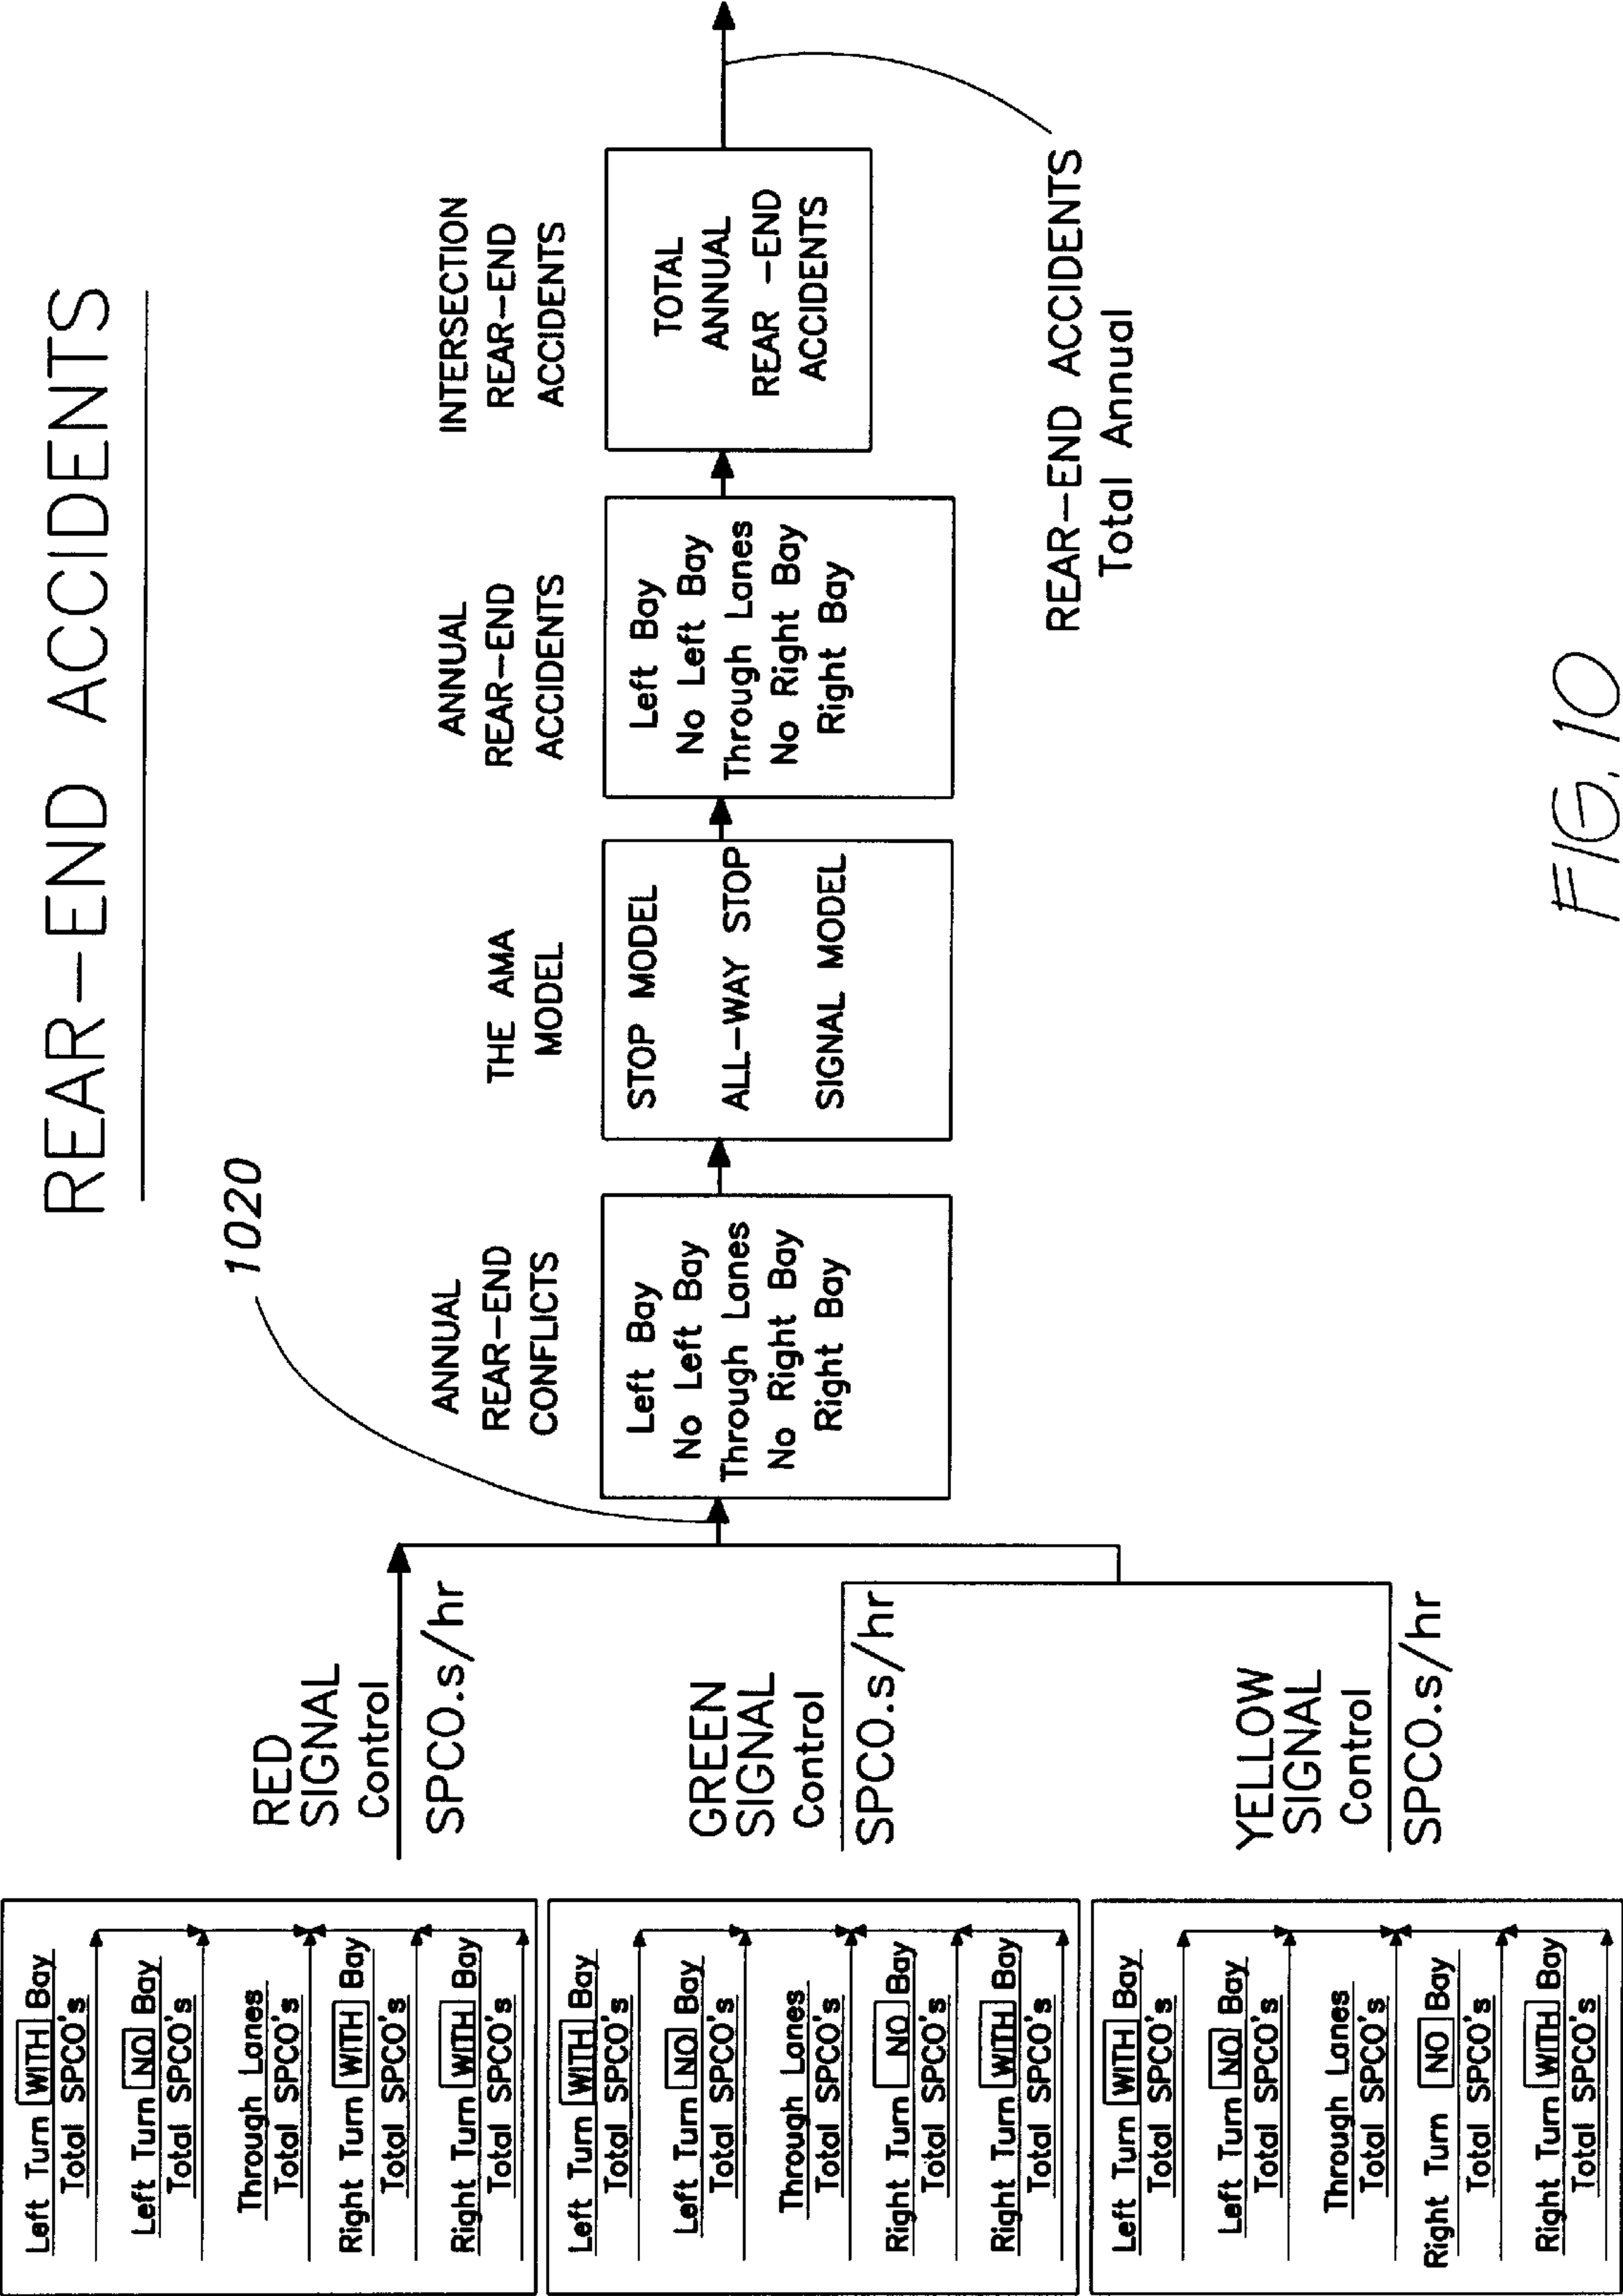 REAR-END ACCIDENTS
1020
Left Turn WITH Bay
Total SPCO's
Left Turn NO Bay
Total SPCO's
Through Lanes
Total SPCO's
Right Turn WITH Bay
Total SPCO's
Right Turn WITH Bay
Total SPCO's
RED
SIGNAL
Control
SPCO.s/hr
Left Turn WITH Bay
Total SPCO's
Left Turn NO Bay
Total SPCO's
Through Lanes
Total SPCO's
Right Turn NO Bay
Total SPCO's
Right Turn WITH Bay
Total SPCO's
GREEN
SIGNAL
Control
SPCO.s/hr
Left Turn WITH Bay
Total SPCO's
Left Turn NO Bay
Total SPCO's
Through Lanes
Total SPCO's
Right Turn NO Bay
Total SPCO's
Right Turn WITH Bay
Total SPCO's
YELLOW
SIGNAL
Control
SPCO.s/hr
ANNUAL
REAR-END
CONFLICTS
Left Bay
No Left Bay
Through Lanes
No Right Bay
Right Bay
THE AMA
MODEL
STOP MODEL
ALL-WAY STOP
SIGNAL MODEL
ANNUAL
REAR-END
ACCIDENTS
Left Bay
No Left Bay
Through Lanes
No Right Bay
Right Bay
INTERSECTION
REAR-END
ACCIDENTS
TOTAL
ANNUAL
REAR -END
ACCIDENTS
REAR-END ACCIDENTS
Total Annual
FIG. 10